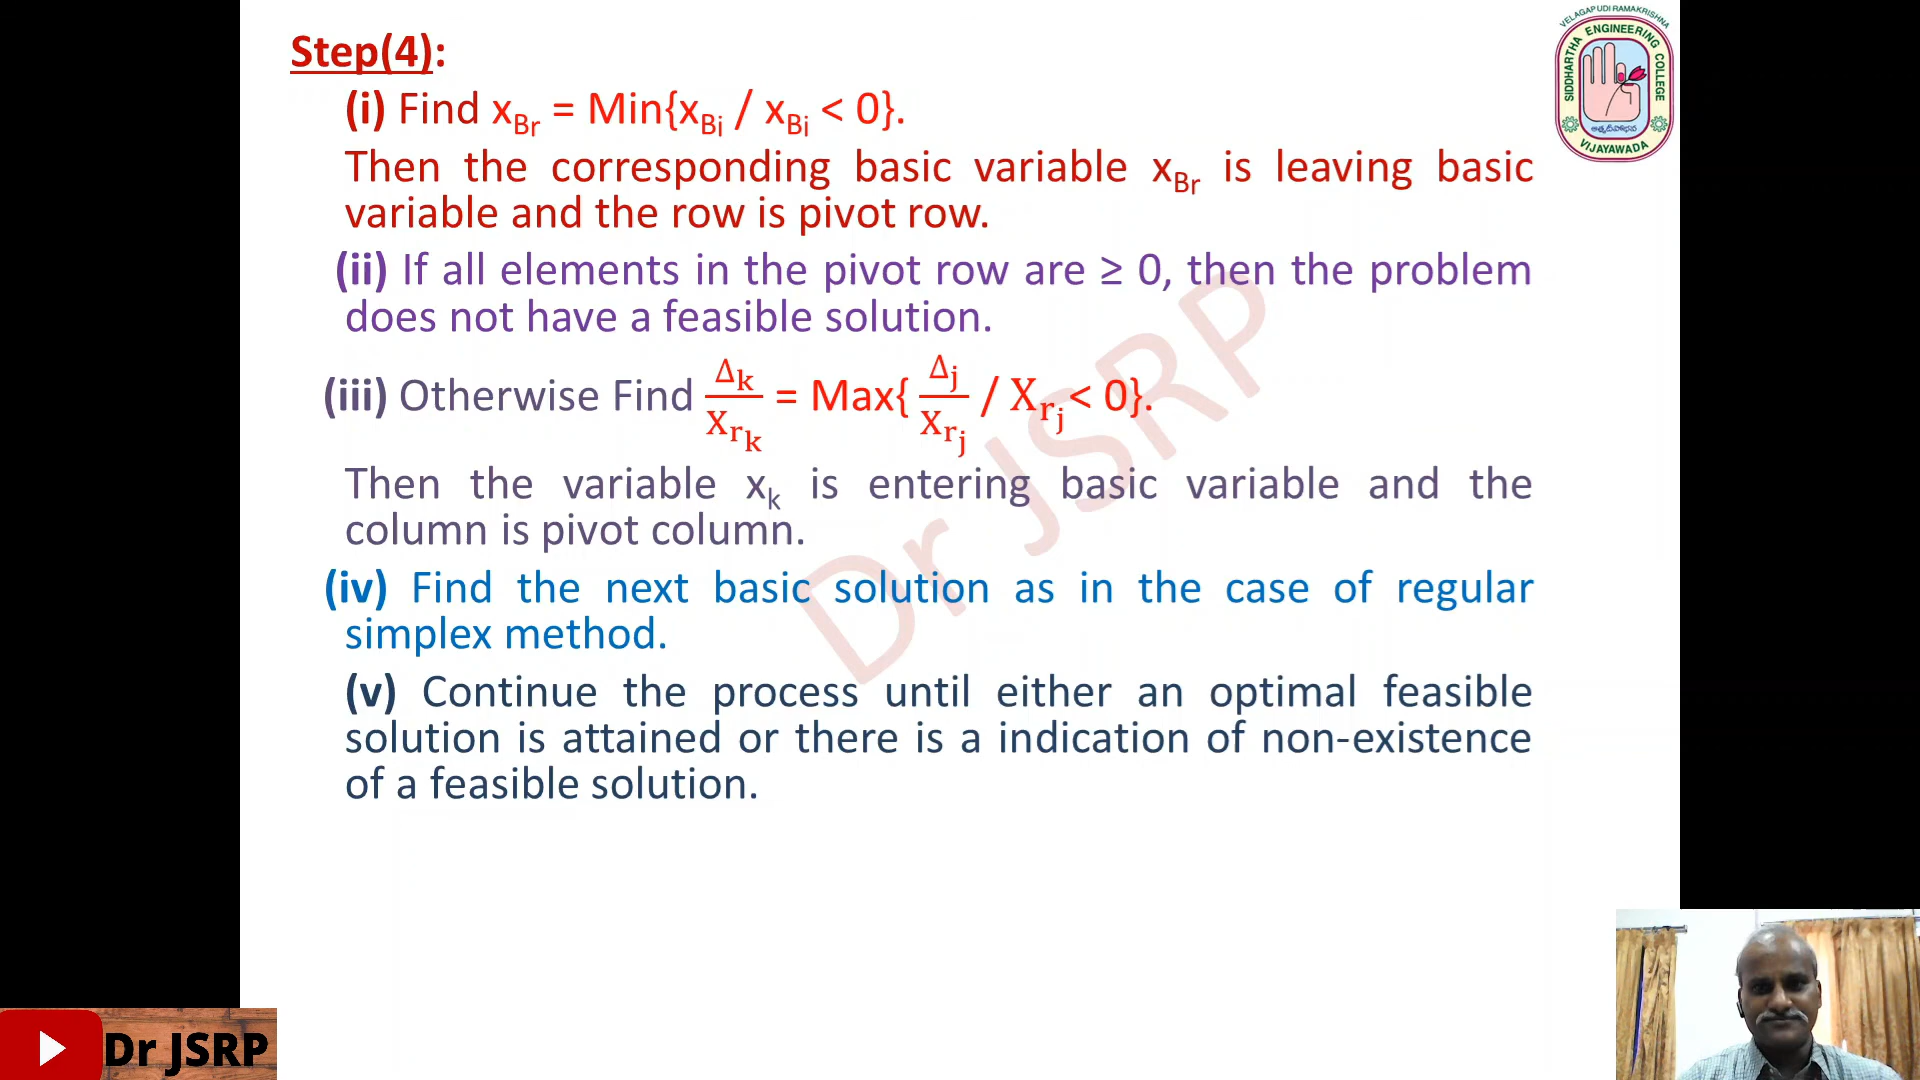 VELAGAPUDI RAMAKRISHNA
SIDDHARTHA ENGINEERING COLLEGE
VIJAYAWADA
Step(4):
(i) Find xBr = Min{xBi / xBi < 0}.
Then the corresponding basic variable xBr is leaving basic
variable and the row is pivot row.
(ii) If all elements in the pivot row are ≥ 0, then the problem
does not have a feasible solution.
(iii) Otherwise Find Δk/Xrk = Max{ Δj/Xrj / Xrj < 0}.
Then the variable xk is entering basic variable and the
column is pivot column.
(iv) Find the next basic solution as in the case of regular
simplex method.
(v) Continue the process until either an optimal feasible
solution is attained or there is a indication of non-existence
of a feasible solution.
Dr JSRP
Dr JSRP